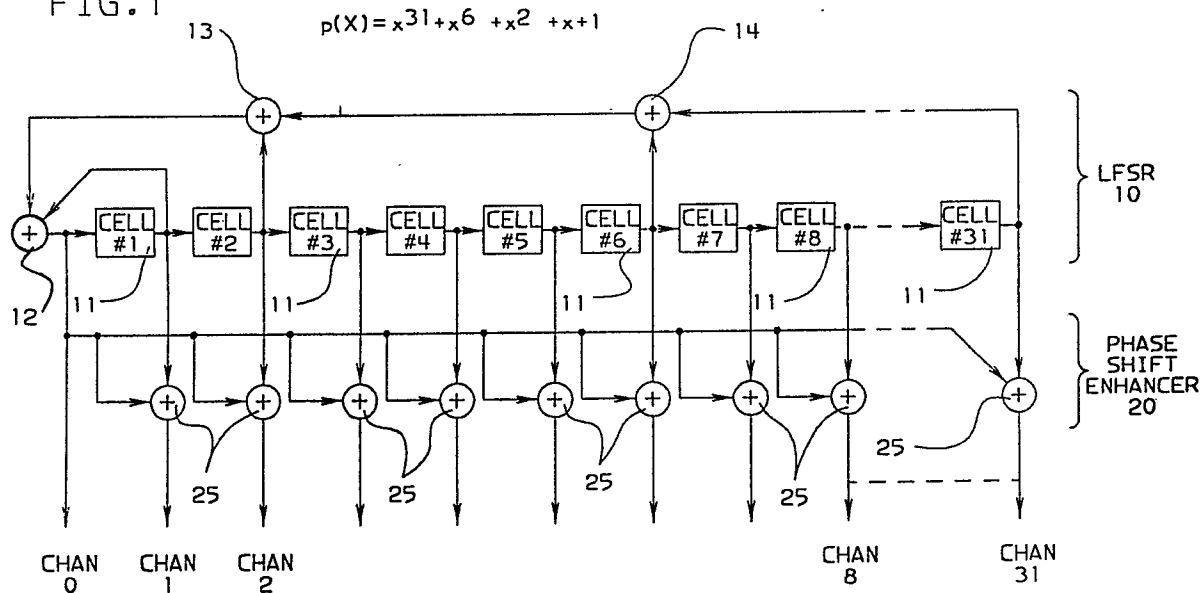 FIG. 1
p(X)=x31+x6 +x2 +x+1
13
14
LFSR
10
CELL
#1
CELL
#2
CELL
#3
CELL
#4
CELL
#5
CELL
#6
CELL
#7
CELL
#8
CELL
#31
12
11
11
11
11
11
PHASE
SHIFT
ENHANCER
20
25
25
25
25
25
CHAN
0
CHAN
1
CHAN
2
CHAN
8
CHAN
31